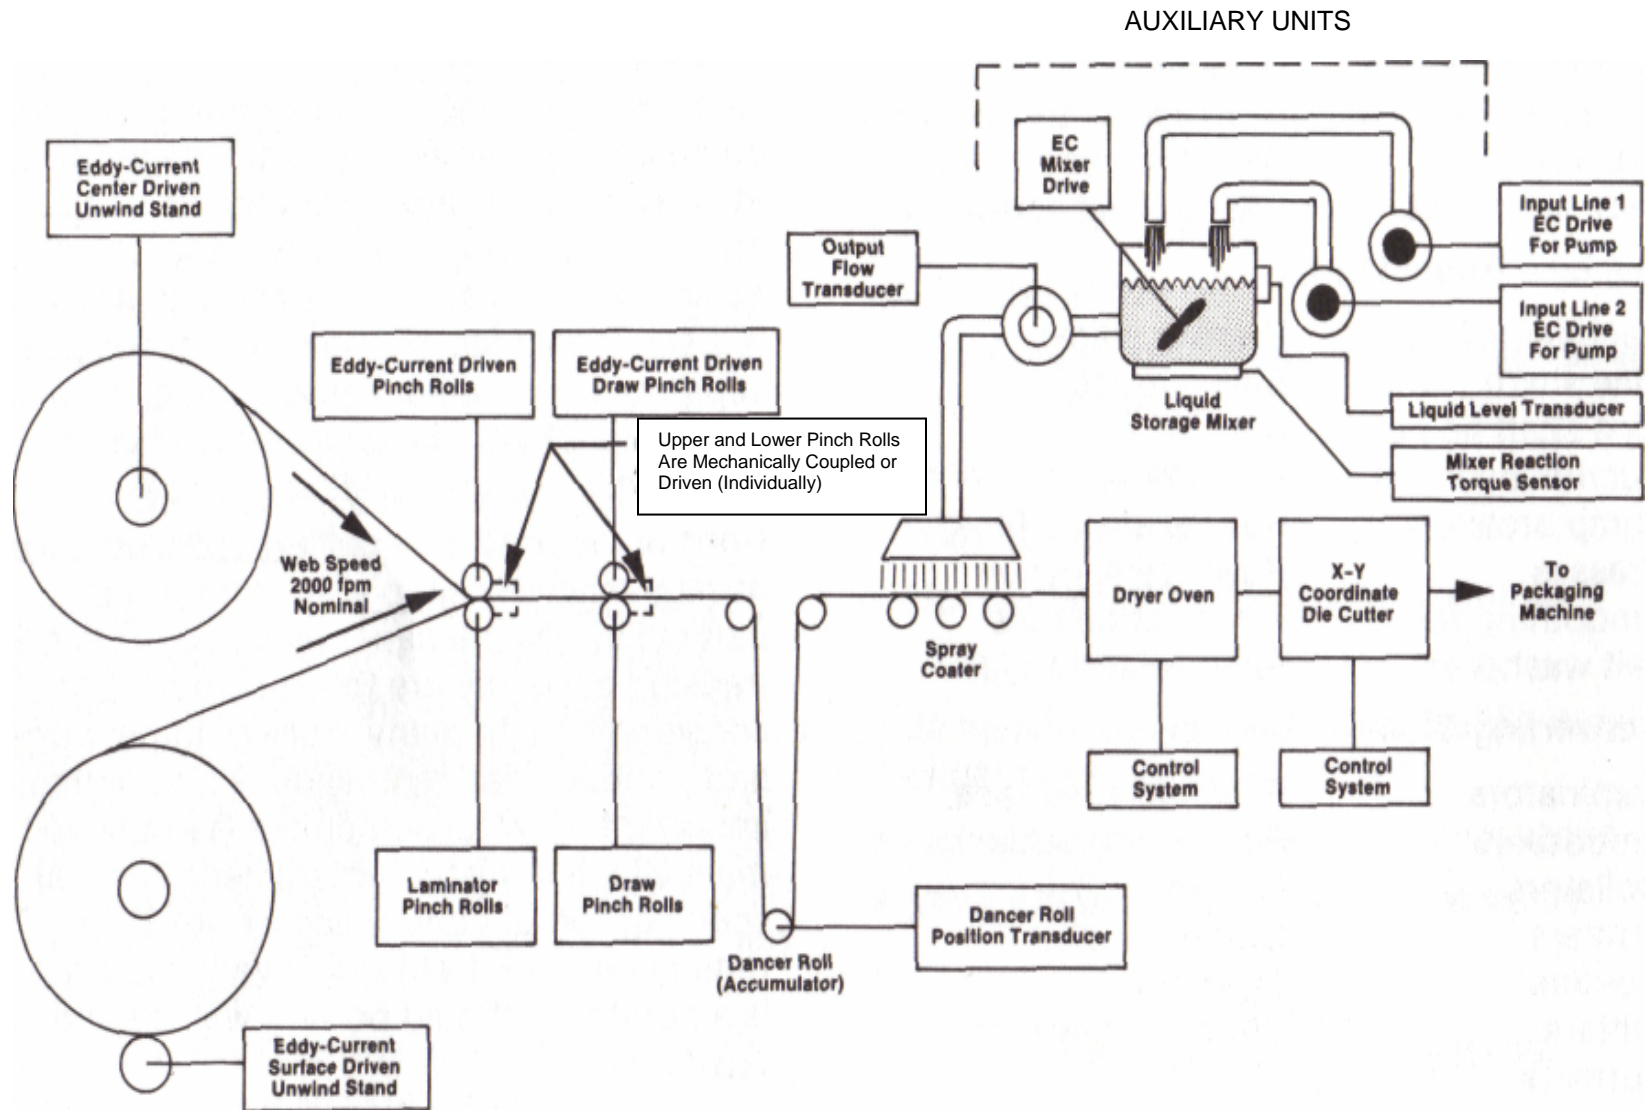 AUXILIARY UNITS
Eddy-Current
Center Driven
Unwind Stand
EC
Mixer
Drive
Input Line 1
EC Drive
For Pump
Output
Flow
Transducer
Input Line 2
EC Drive
For Pump
Eddy-Current Driven
Pinch Rolls
Eddy-Current Driven
Draw Pinch Rolls
Liquid
Storage Mixer
Liquid Level Transducer
Upper and Lower Pinch Rolls
Are Mechanically Coupled or
Driven (Individually)
Mixer Reaction
Torque Sensor
Web Speed
2000 fpm
Nominal
Spray
Coater
Dryer Oven
X-Y
Coordinate
Die Cutter
To
Packaging
Machine
Control
System
Control
System
Laminator
Pinch Rolls
Draw
Pinch Rolls
Dancer Roll
(Accumulator)
Dancer Roll
Position Transducer
Eddy-Current
Surface Driven
Unwind Stand